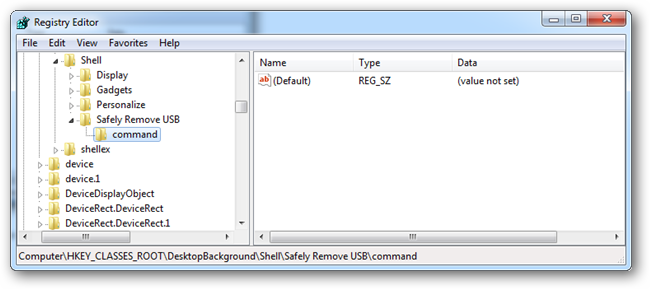 Registry Editor
File Edit View Favorites Help
Shell
Display
Gadgets
Personalize
Safely Remove USB
command
shellex
device
device.1
DeviceDisplayObject
DeviceRect.DeviceRect
DeviceRect.DeviceRect.1
Name Type Data
ab (Default) REG_SZ (value not set)
Computer\HKEY_CLASSES_ROOT\DesktopBackground\Shell\Safely Remove USB\command